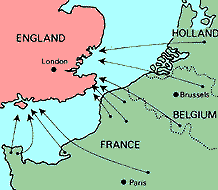 ENGLAND
HOLLAND
London
Brussels
BELGIUM
FRANCE
Paris